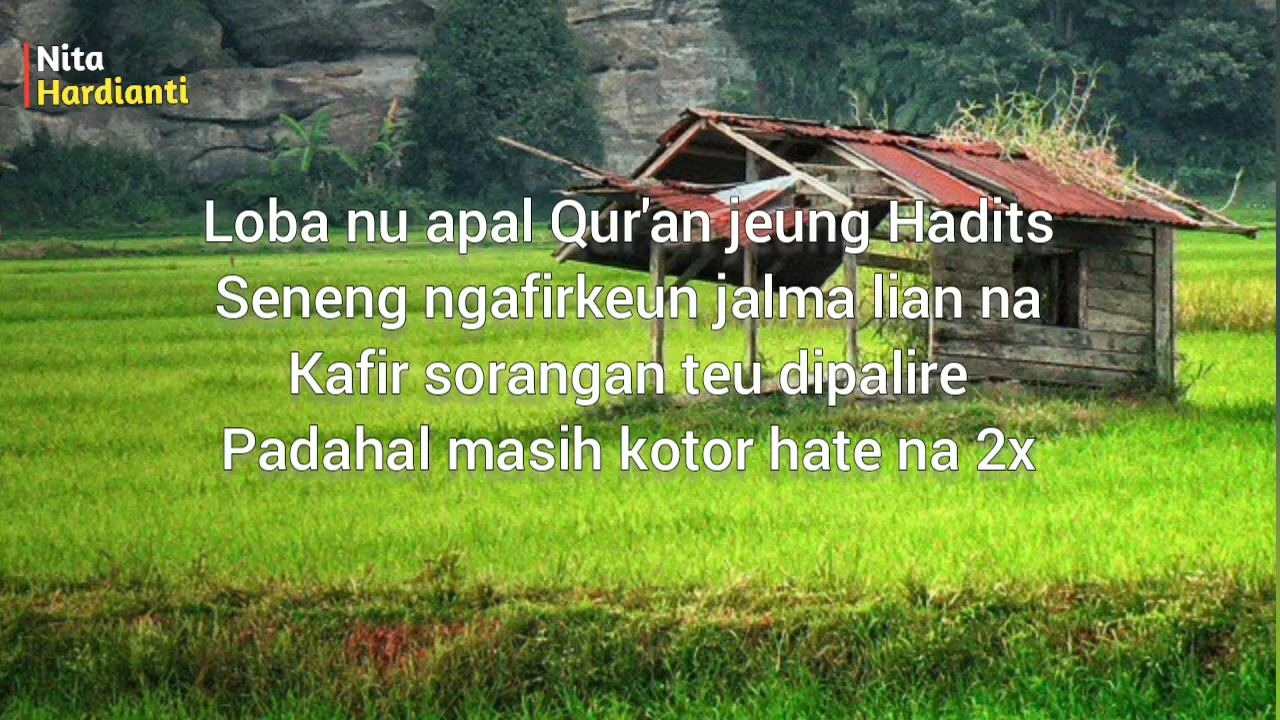 Nita
Hardianti
Loba nu apal Qur'an jeung Hadits
Seneng ngafirkeun jalma lian na
Kafir sorangan teu dipalire
Padahal masih kotor hate na 2x